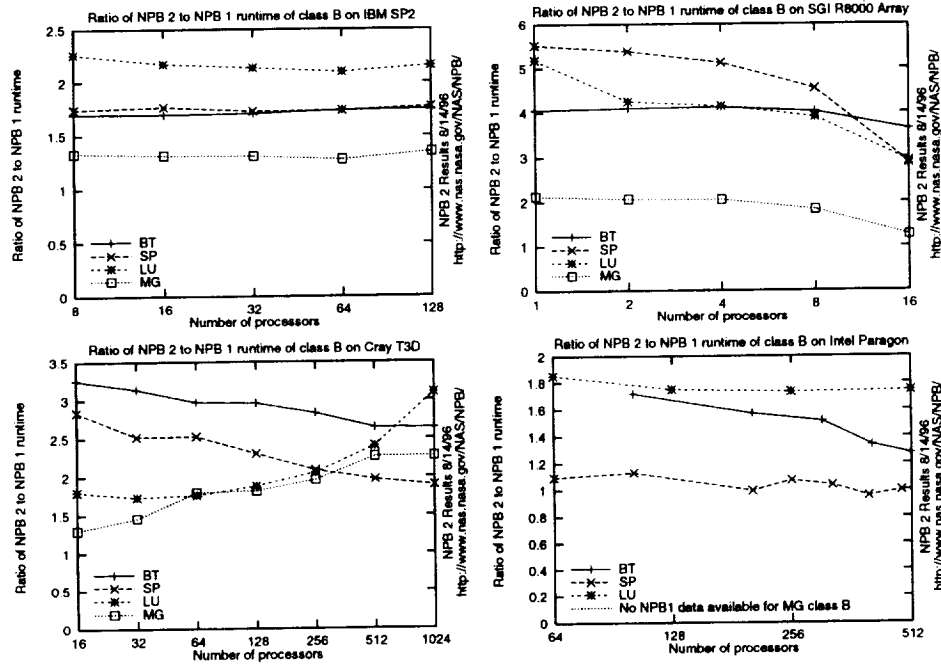 Ratio of NPB 2 to NPB 1 runtime of class B on IBM SP2
Ratio of NPB 2 to NPB 1 runtime
2.5
2
1.5
1
0.5
0
BT
SP
LU
MG
8
16
32
64
128
Number of processors
NPB 2 Results 8/14/96
http://www.nas.nasa.gov/NAS/NPB/
Ratio of NPB 2 to NPB 1 runtime of class B on SGI R8000 Array
Ratio of NPB 2 to NPB 1 runtime
6
5
4
3
2
1
0
BT
SP
LU
MG
1
2
4
8
16
Number of processors
NPB 2 Results 8/14/96
http://www.nas.nasa.gov/NAS/NPB/
Ratio of NPB 2 to NPB 1 runtime of class B on Cray T3D
Ratio of NPB 2 to NPB 1 runtime
3.5
3
2.5
2
1.5
1
0.5
0
BT
SP
LU
MG
16
32
64
128
256
512
1024
Number of processors
NPB 2 Results 8/14/96
http://www.nas.nasa.gov/NAS/NPB/
Ratio of NPB 2 to NPB 1 runtime of class B on Intel Paragon
Ratio of NPB 2 to NPB 1 runtime
2
1.8
1.6
1.4
1.2
1
0.8
0.6
0.4
0.2
0
BT
SP
LU
No NPB1 data available for MG class B
64
128
256
512
Number of processors
NPB 2 Results 8/14/96
http://www.nas.nasa.gov/NAS/NPB/